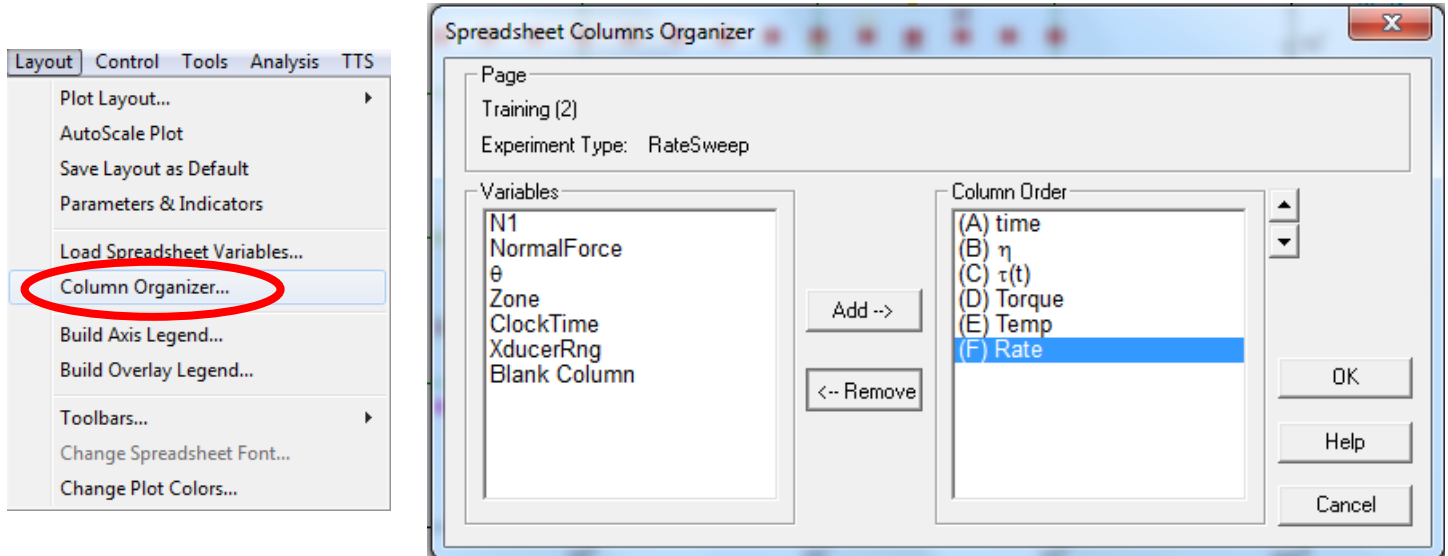 Layout Control Tools Analysis TTS
Plot Layout...
AutoScale Plot
Save Layout as Default
Parameters & Indicators
Load Spreadsheet Variables...
Column Organizer...
Build Axis Legend...
Build Overlay Legend...
Toolbars...
Change Spreadsheet Font...
Change Plot Colors...
Spreadsheet Columns Organizer
Page
Training (2)
Experiment Type: RateSweep
Variables
N1
NormalForce
θ
Zone
ClockTime
XducerRng
Blank Column
Add -->
<-- Remove
Column Order
(A) time
(B) η
(C) τ(t)
(D) Torque
(E) Temp
(F) Rate
OK
Help
Cancel